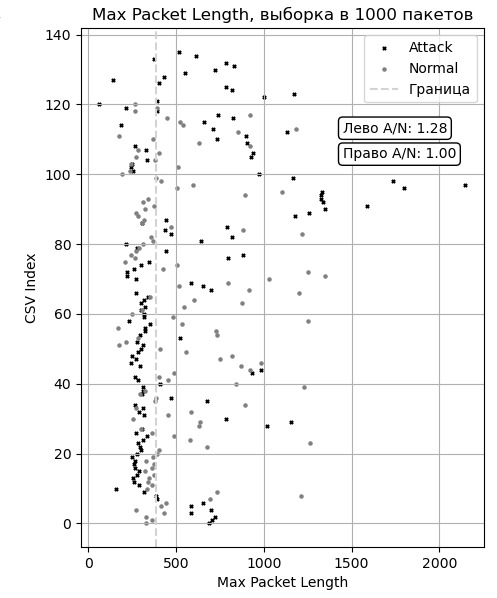 Max Packet Length, выборка в 1000 пакетов
140
120
100
80
60
40
20
0
CSV Index
Attack
Normal
Граница
Лево A/N: 1.28
Право A/N: 1.00
0
500
1000
1500
2000
Max Packet Length